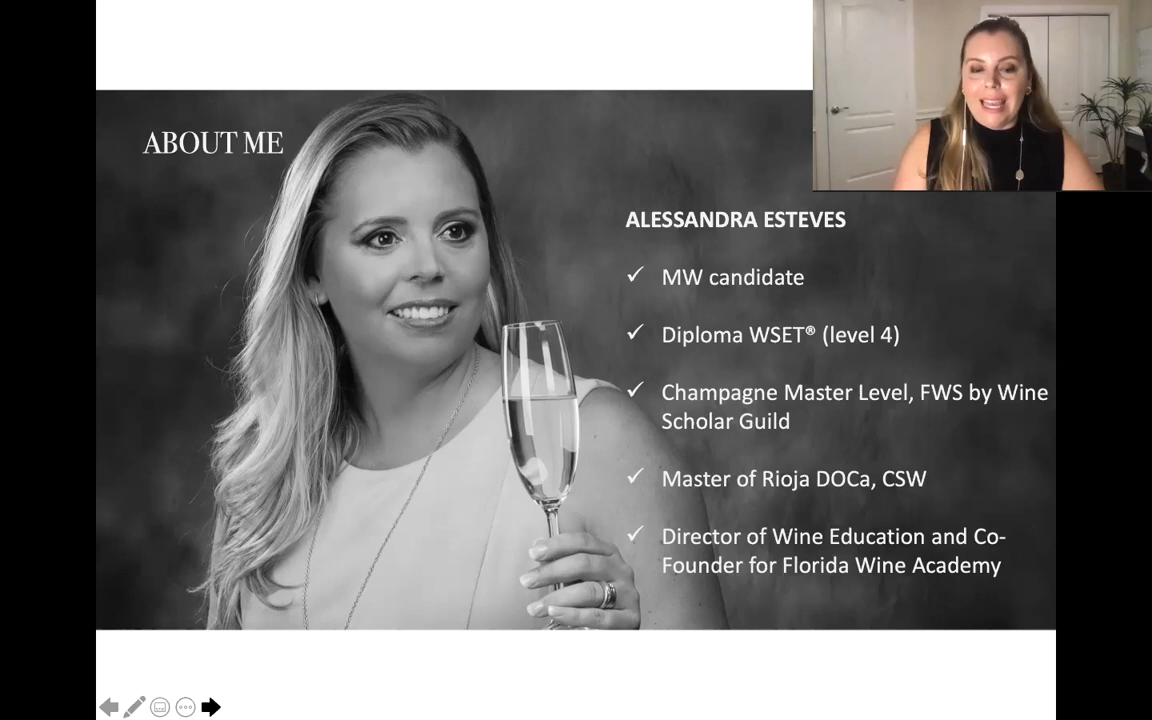 ABOUT ME
ALESSANDRA ESTEVES
✓ MW candidate
✓ Diploma WSET® (level 4)
✓ Champagne Master Level, FWS by Wine
Scholar Guild
✓ Master of Rioja DOCa, CSW
✓ Director of Wine Education and Co-
Founder for Florida Wine Academy